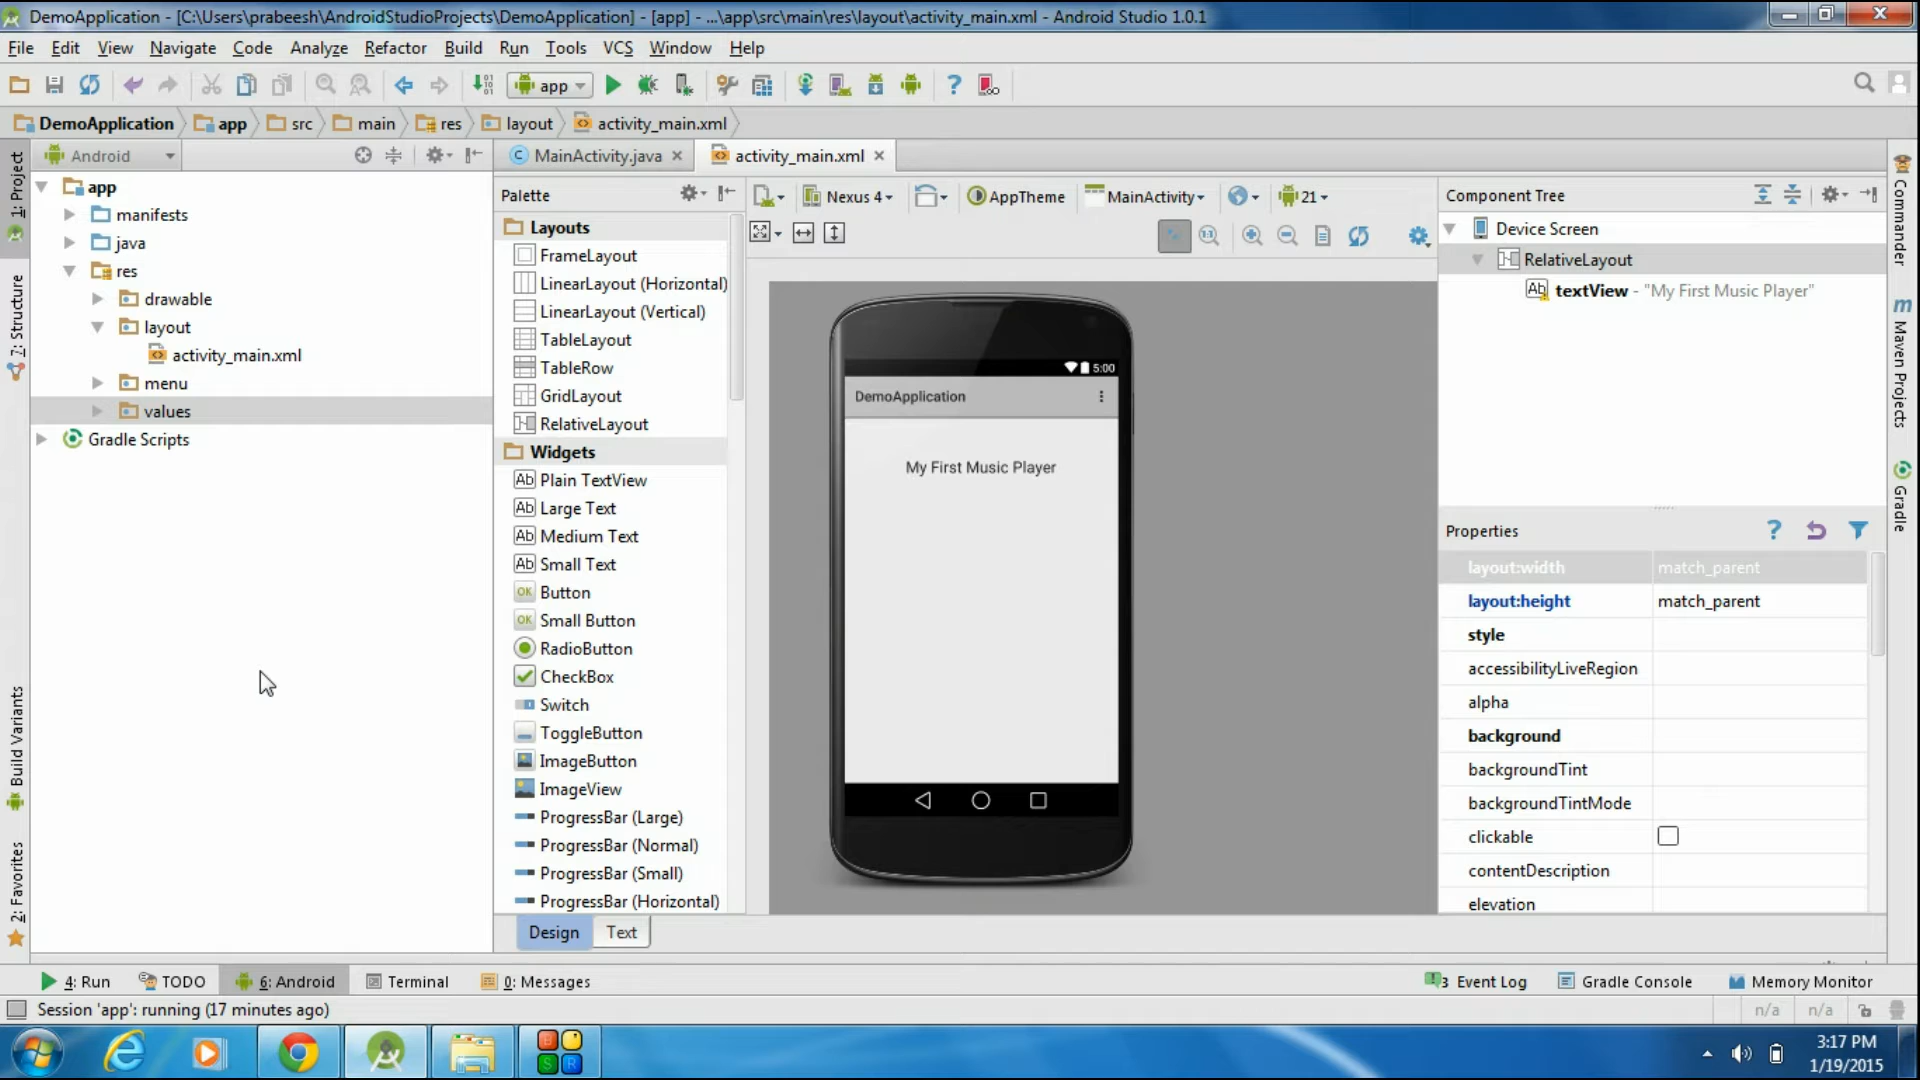 DemoApplication - [C:\Users\prabeesh\AndroidStudioProjects\DemoApplication] - [app] - ...\app\src\main\res\layout\activity_main.xml - Android Studio 1.0.1
File Edit View Navigate Code Analyze Refactor Build Run Tools VCS Window Help
app
DemoApplication app src main res layout activity_main.xml
1: Project
7: Structure
Build Variants
2: Favorites
Android
app
manifests
java
res
drawable
layout
activity_main.xml
menu
values
Gradle Scripts
MainActivity.java activity_main.xml
Palette
Layouts
FrameLayout
LinearLayout (Horizontal)
LinearLayout (Vertical)
TableLayout
TableRow
GridLayout
RelativeLayout
Widgets
Ab Plain TextView
Ab Large Text
Ab Medium Text
Ab Small Text
OK Button
OK Small Button
RadioButton
CheckBox
Switch
ToggleButton
ImageButton
ImageView
ProgressBar (Large)
ProgressBar (Normal)
ProgressBar (Small)
ProgressBar (Horizontal)
Design Text
Nexus 4 AppTheme MainActivity 21
5:00
DemoApplication
My First Music Player
Component Tree
Device Screen
RelativeLayout
Ab textView - "My First Music Player"
Properties
layout:width match_parent
layout:height match_parent
style
accessibilityLiveRegion
alpha
background
backgroundTint
backgroundTintMode
clickable
contentDescription
elevation
Commander
m Maven Projects
Gradle
4: Run TODO 6: Android Terminal 0: Messages
3 Event Log Gradle Console Memory Monitor
Session 'app': running (17 minutes ago)
n/a n/a
3:17 PM
1/19/2015